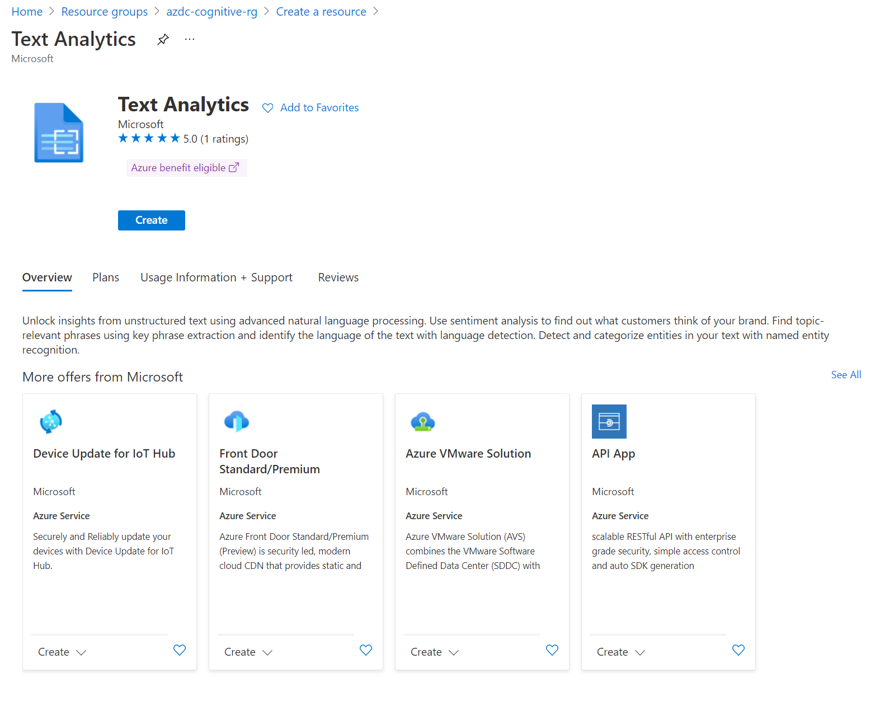 Home > Resource groups > azdc-cognitive-rg > Create a resource >
Text Analytics ...
Microsoft
Text Analytics Add to Favorites
Microsoft
5.0 (1 ratings)
Azure benefit eligible
Create
Overview Plans Usage Information + Support Reviews
Unlock insights from unstructured text using advanced natural language processing. Use sentiment analysis to find out what customers think of your brand. Find topic-
relevant phrases using key phrase extraction and identify the language of the text with language detection. Detect and categorize entities in your text with named entity
recognition.
More offers from Microsoft
See All
Device Update for IoT Hub
Microsoft
Azure Service
Securely and Reliably update your
devices with Device Update for IoT
Hub.
Create
Front Door
Standard/Premium
Microsoft
Azure Service
Azure Front Door Standard/Premium
(Preview) is security led, modern
cloud CDN that provides static and
Create
Azure VMware Solution
Microsoft
Azure Service
Azure VMware Solution (AVS)
combines the VMware Software
Defined Data Center (SDDC) with
Create
API App
Microsoft
Azure Service
scalable RESTful API with enterprise
grade security, simple access control
and auto SDK generation
Create